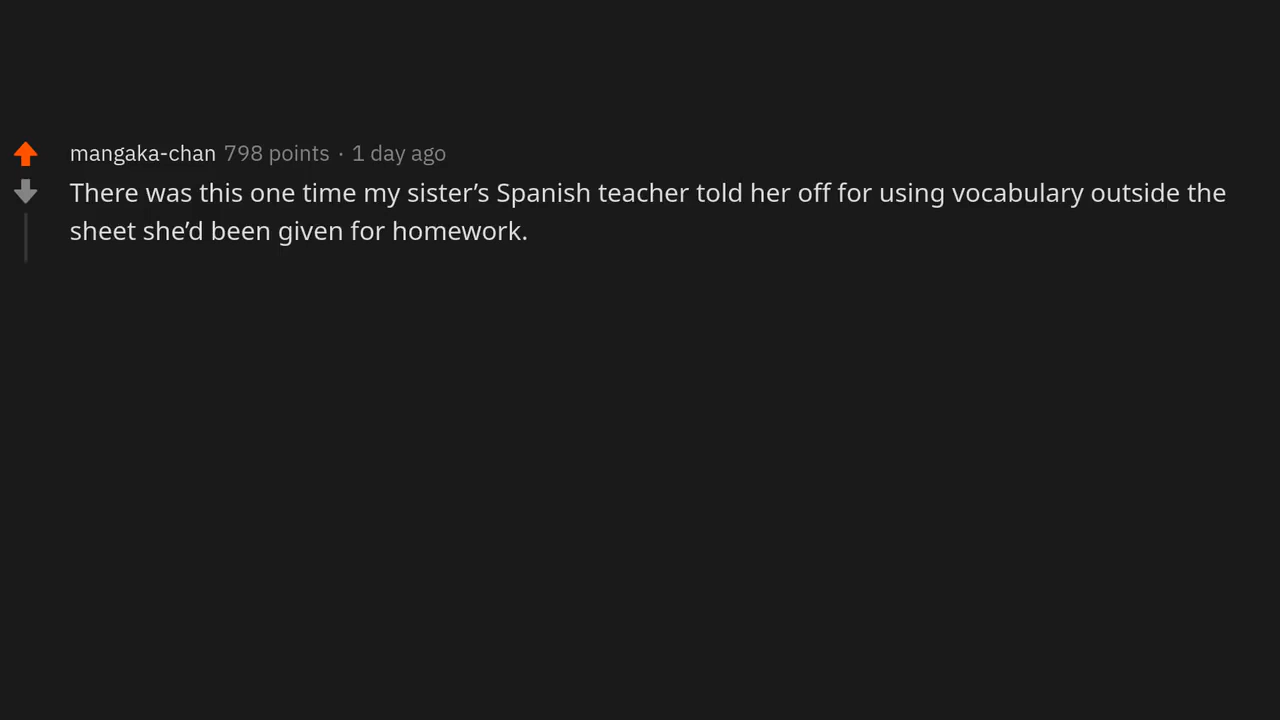 mangaka-chan 798 points · 1 day ago
There was this one time my sister’s Spanish teacher told her off for using vocabulary outside the
sheet she’d been given for homework.